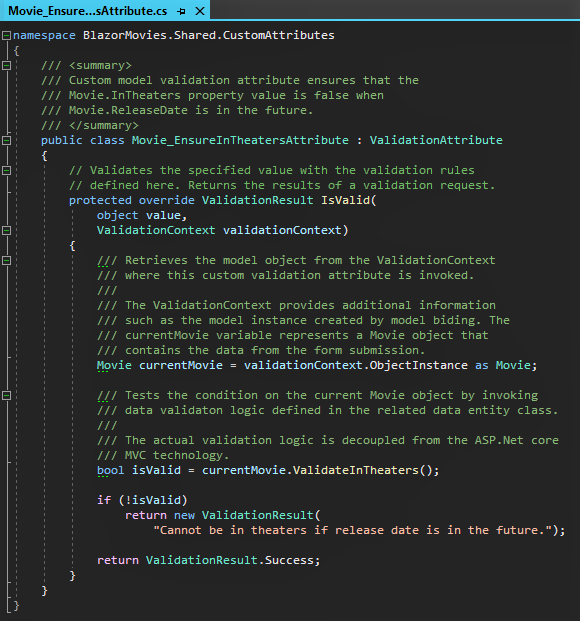 Movie_Ensure...sAttribute.cs
namespace BlazorMovies.Shared.CustomAttributes
{
/// <summary>
/// Custom model validation attribute ensures that the
/// Movie.InTheaters property value is false when
/// Movie.ReleaseDate is in the future.
/// </summary>
public class Movie_EnsureInTheatersAttribute : ValidationAttribute
{
// Validates the specified value with the validation rules
// defined here. Returns the results of a validation request.
protected override ValidationResult IsValid(
object value,
ValidationContext validationContext)
{
/// Retrieves the model object from the ValidationContext
/// where this custom validation attribute is invoked.
///
/// The ValidationContext provides additional information
/// such as the model instance created by model biding. The
/// currentMovie variable represents a Movie object that
/// contains the data from the form submission.
Movie currentMovie = validationContext.ObjectInstance as Movie;
/// Tests the condition on the current Movie object by invoking
/// data validaton logic defined in the related data entity class.
///
/// The actual validation logic is decoupled from the ASP.Net core
/// MVC technology.
bool isValid = currentMovie.ValidateInTheaters();
if (!isValid)
return new ValidationResult(
"Cannot be in theaters if release date is in the future.");
return ValidationResult.Success;
}
}
}